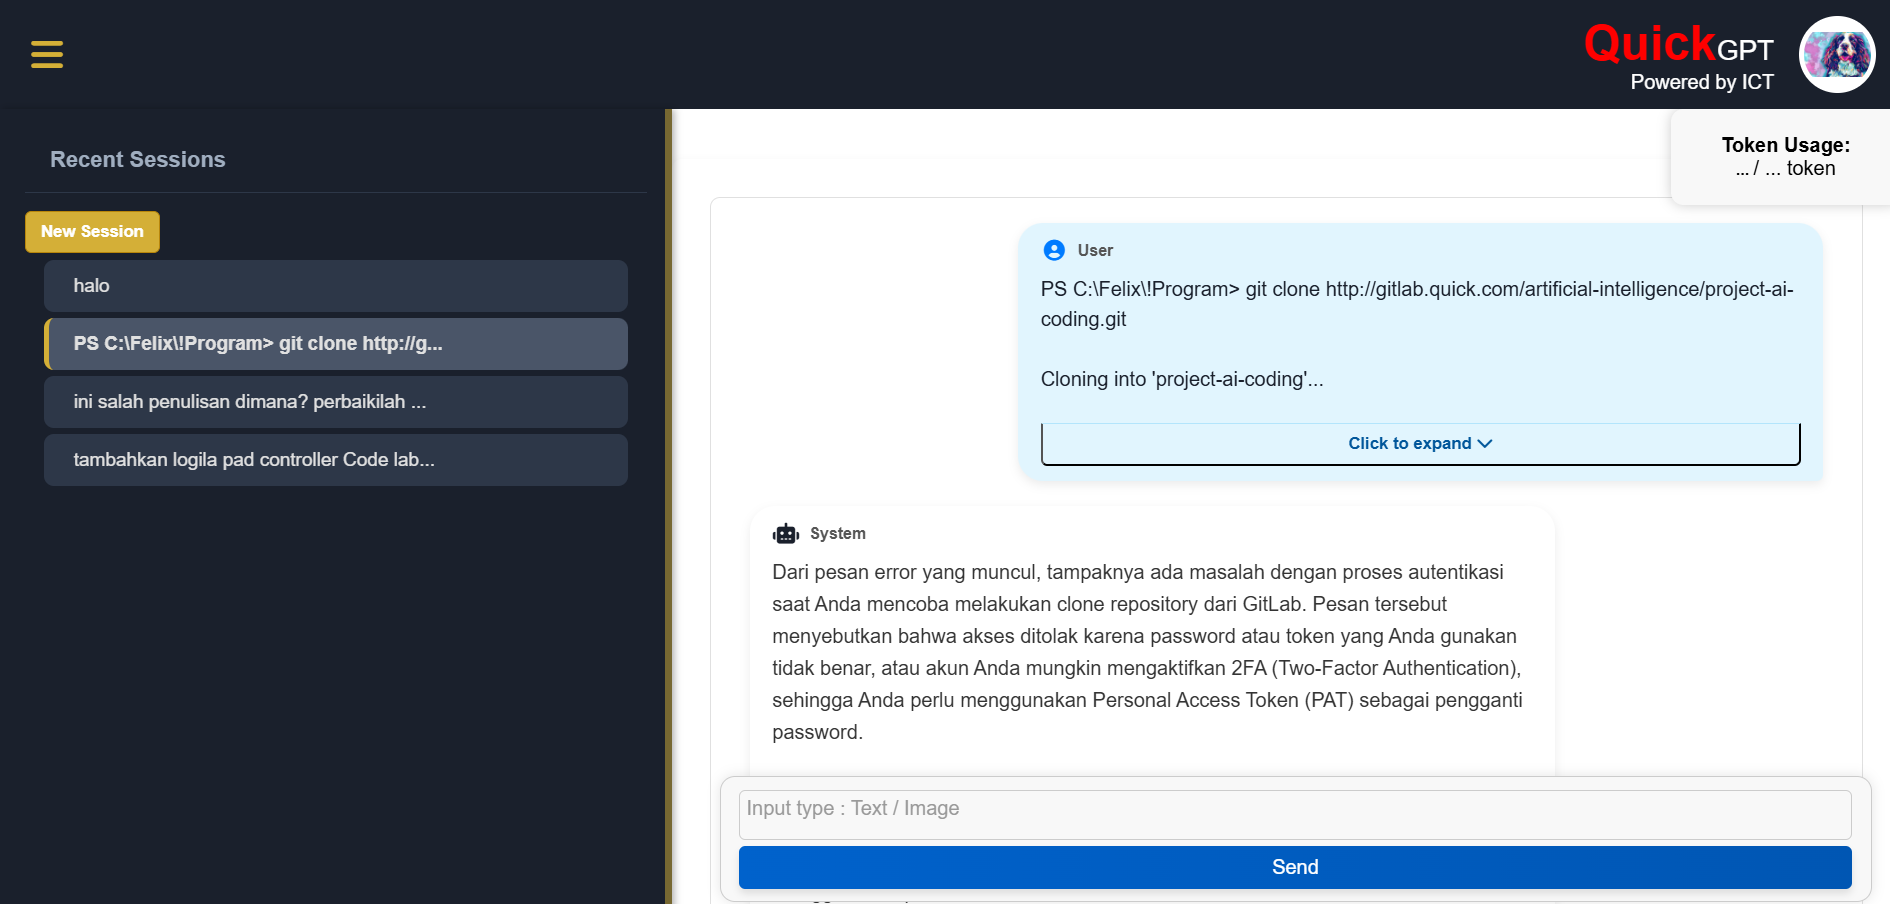 QuickGPT
Powered by ICT
Token Usage:
... / ... token
Recent Sessions
New Session
halo
PS C:\Felix\!Program> git clone http://g...
ini salah penulisan dimana? perbaikilah ...
tambahkan logila pad controller Code lab...
User
PS C:\Felix\!Program> git clone http://gitlab.quick.com/artificial-intelligence/project-ai-
coding.git
Cloning into 'project-ai-coding'...
Click to expand
System
Dari pesan error yang muncul, tampaknya ada masalah dengan proses autentikasi
saat Anda mencoba melakukan clone repository dari GitLab. Pesan tersebut
menyebutkan bahwa akses ditolak karena password atau token yang Anda gunakan
tidak benar, atau akun Anda mungkin mengaktifkan 2FA (Two-Factor Authentication),
sehingga Anda perlu menggunakan Personal Access Token (PAT) sebagai pengganti
password.
Input type : Text / Image
Send